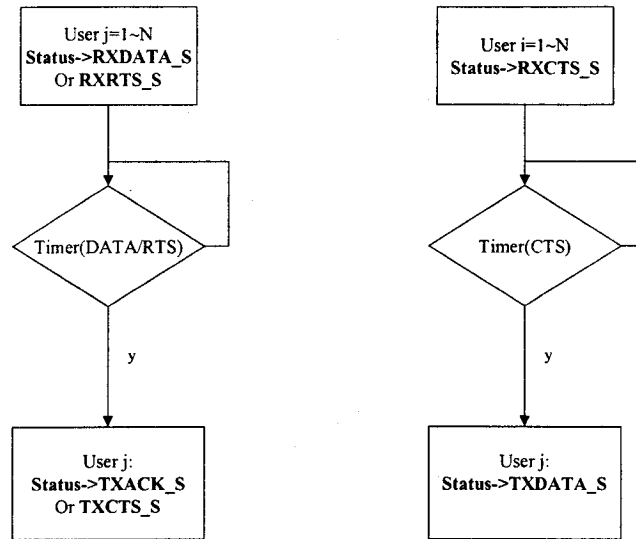 User j=1~N
Status->RXDATA_S
Or RXRTS_S
Timer(DATA/RTS)
y
User j:
Status->TXACK_S
Or TXCTS_S
User i=1~N
Status->RXCTS_S
Timer(CTS)
y
User j:
Status->TXDATA_S